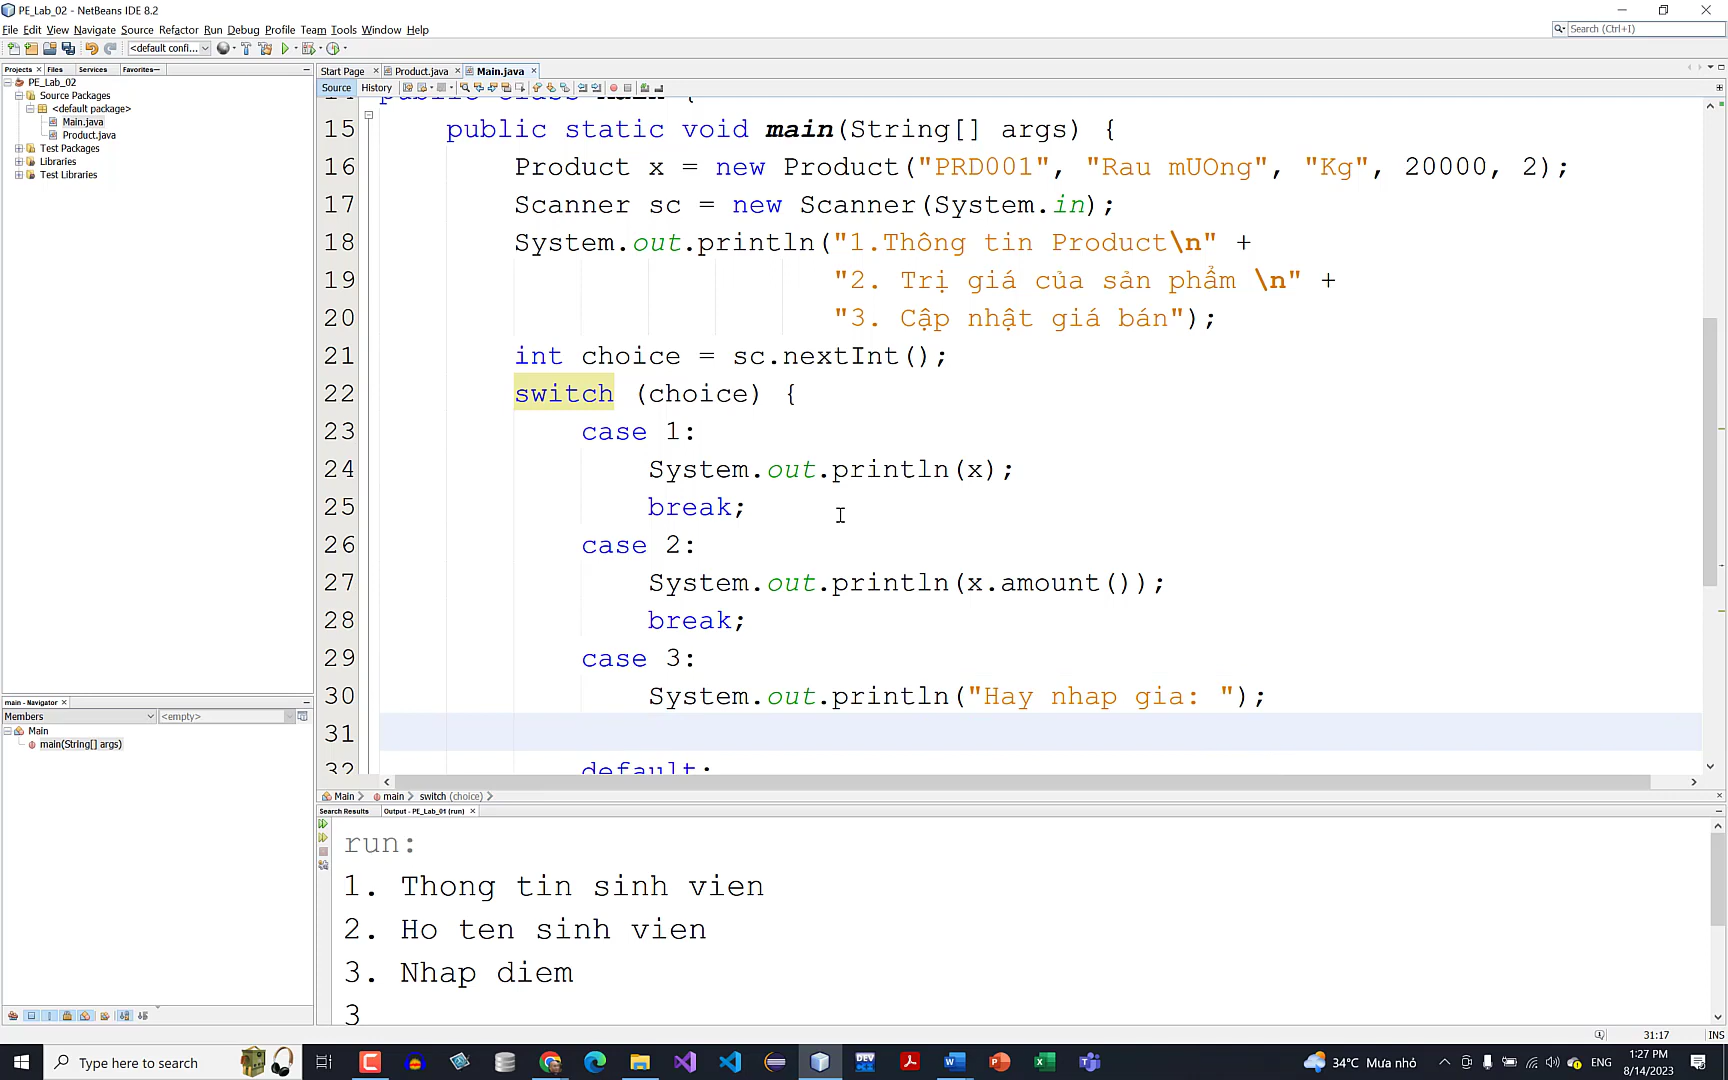 PE_Lab_02 - NetBeans IDE 8.2
File Edit View Navigate Source Refactor Run Debug Profile Team Tools Window Help
Search (Ctrl+I)
<default confi...
Projects Files Services Favorites
Start Page Product.java Main.java
Source History
PE_Lab_02
Source Packages
<default package>
Main.java
Product.java
Test Packages
Libraries
Test Libraries
15 public static void main(String[] args) {
16 Product x = new Product("PRD001", "Rau mUOng", "Kg", 20000, 2);
17 Scanner sc = new Scanner(System.in);
18 System.out.println("1.Thông tin Product\n" +
19 "2. Trị giá của sản phẩm \n" +
20 "3. Cập nhật giá bán");
21 int choice = sc.nextInt();
22 switch (choice) {
23 case 1:
24 System.out.println(x);
25 break;
26 case 2:
27 System.out.println(x.amount());
28 break;
29 case 3:
30 System.out.println("Hay nhap gia: ");
31
32 default:
main - Navigator
Members <empty>
Main
main(String[] args)
Main main switch (choice)
Search Results Output - PE_Lab_01 (run)
run:
1. Thong tin sinh vien
2. Ho ten sinh vien
3. Nhap diem
3
31:17 INS
Type here to search
34°C Mưa nhỏ ENG
1:27 PM
8/14/2023